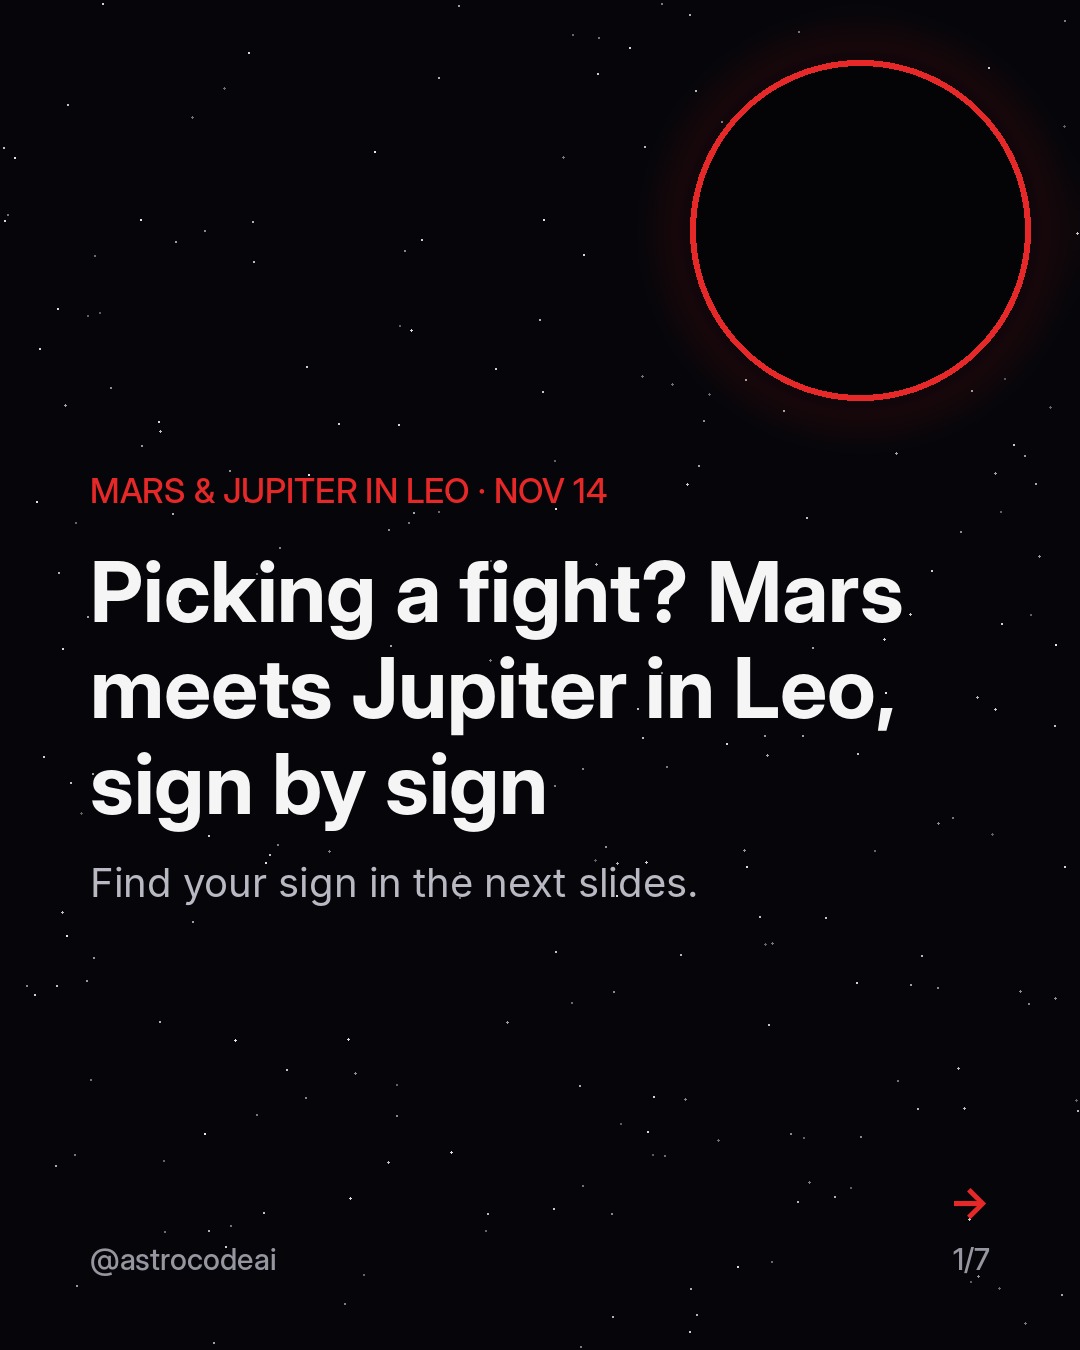 MARS & JUPITER IN LEO · NOV 14
Picking a fight? Mars
meets Jupiter in Leo,
sign by sign
Find your sign in the next slides.
→
@astrocodeai
1/7